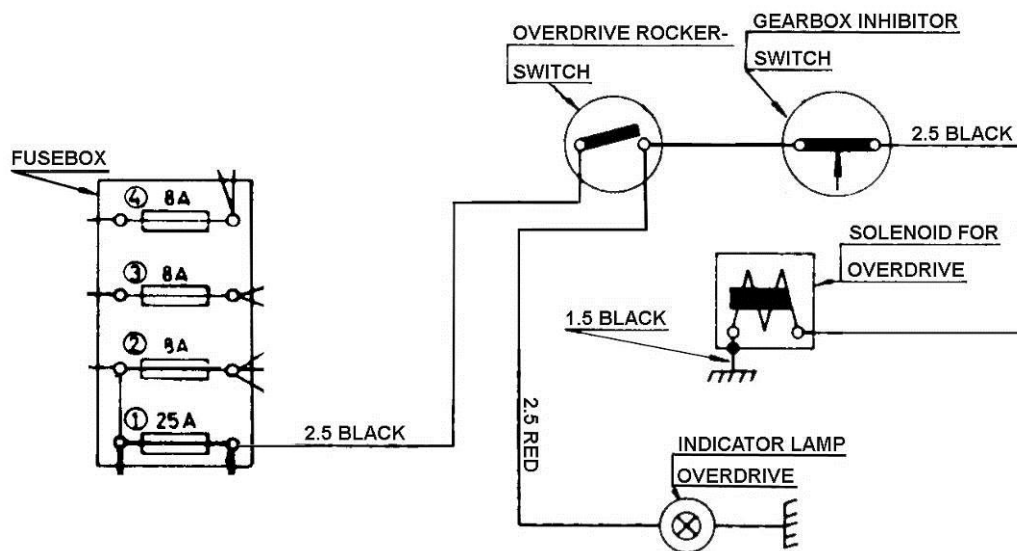 OVERDRIVE ROCKER-
SWITCH
GEARBOX INHIBITOR
SWITCH
2.5 BLACK
FUSEBOX
④ 8A
③ 8A
② 8A
① 25A
2.5 BLACK
SOLENOID FOR
OVERDRIVE
1.5 BLACK
2.5 RED
INDICATOR LAMP
OVERDRIVE